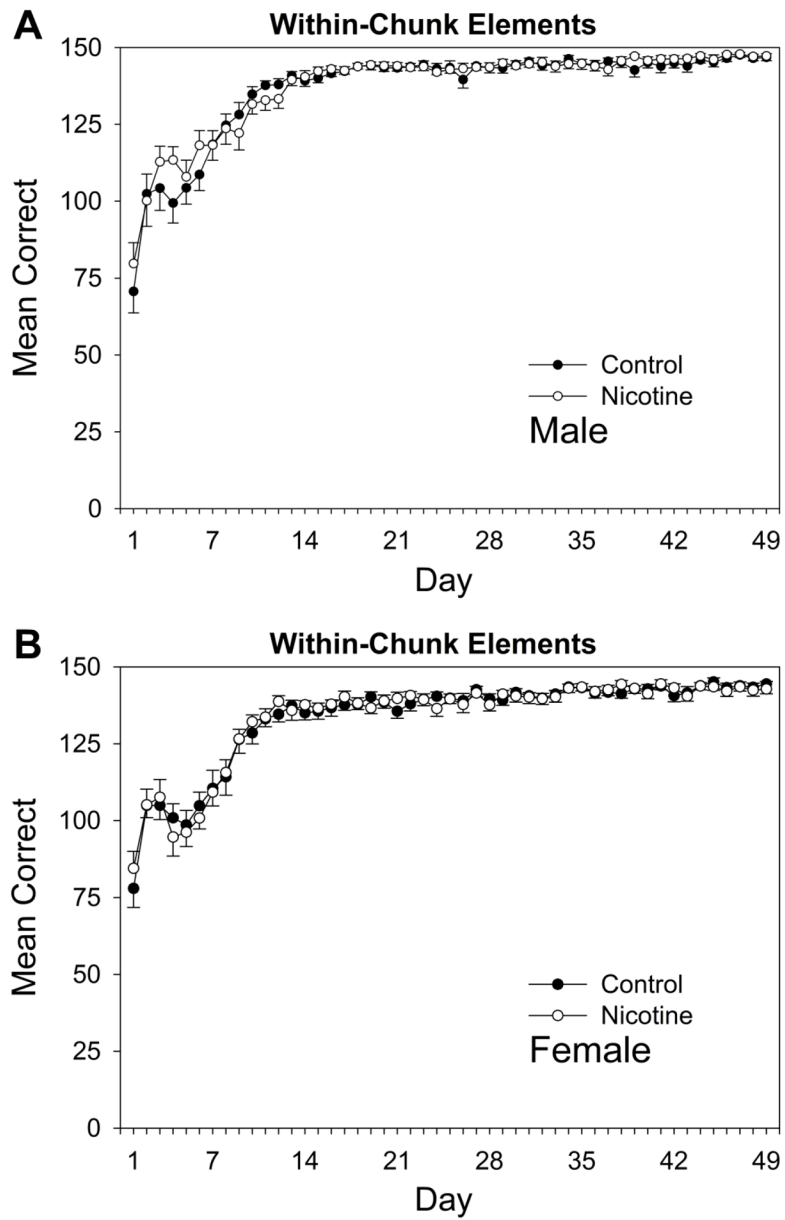 A
Within-Chunk Elements
150
125
100
75
50
25
0
Mean Correct
Control
Nicotine
Male
1 7 14 21 28 35 42 49
Day
B
Within-Chunk Elements
150
125
100
75
50
25
0
Mean Correct
Control
Nicotine
Female
1 7 14 21 28 35 42 49
Day